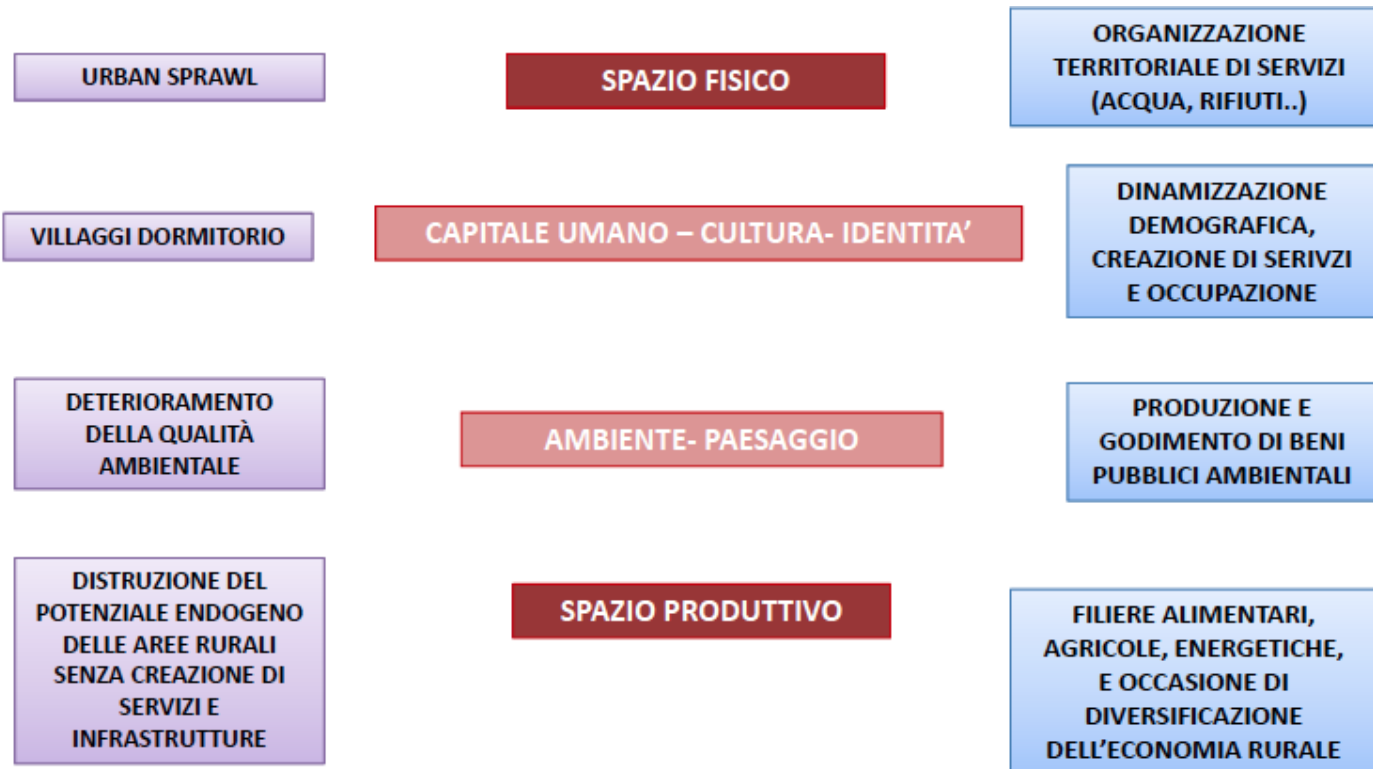 URBAN SPRAWL
SPAZIO FISICO
ORGANIZZAZIONE
TERRITORIALE DI SERVIZI
(ACQUA, RIFIUTI..)
VILLAGGI DORMITORIO
CAPITALE UMANO – CULTURA- IDENTITA’
DINAMIZZAZIONE
DEMOGRAFICA,
CREAZIONE DI SERIVZI
E OCCUPAZIONE
DETERIORAMENTO
DELLA QUALITÀ
AMBIENTALE
AMBIENTE- PAESAGGIO
PRODUZIONE E
GODIMENTO DI BENI
PUBBLICI AMBIENTALI
DISTRUZIONE DEL
POTENZIALE ENDOGENO
DELLE AREE RURALI
SENZA CREAZIONE DI
SERVIZI E
INFRASTRUTTURE
SPAZIO PRODUTTIVO
FILIERE ALIMENTARI,
AGRICOLE, ENERGETICHE,
E OCCASIONE DI
DIVERSIFICAZIONE
DELL’ECONOMIA RURALE